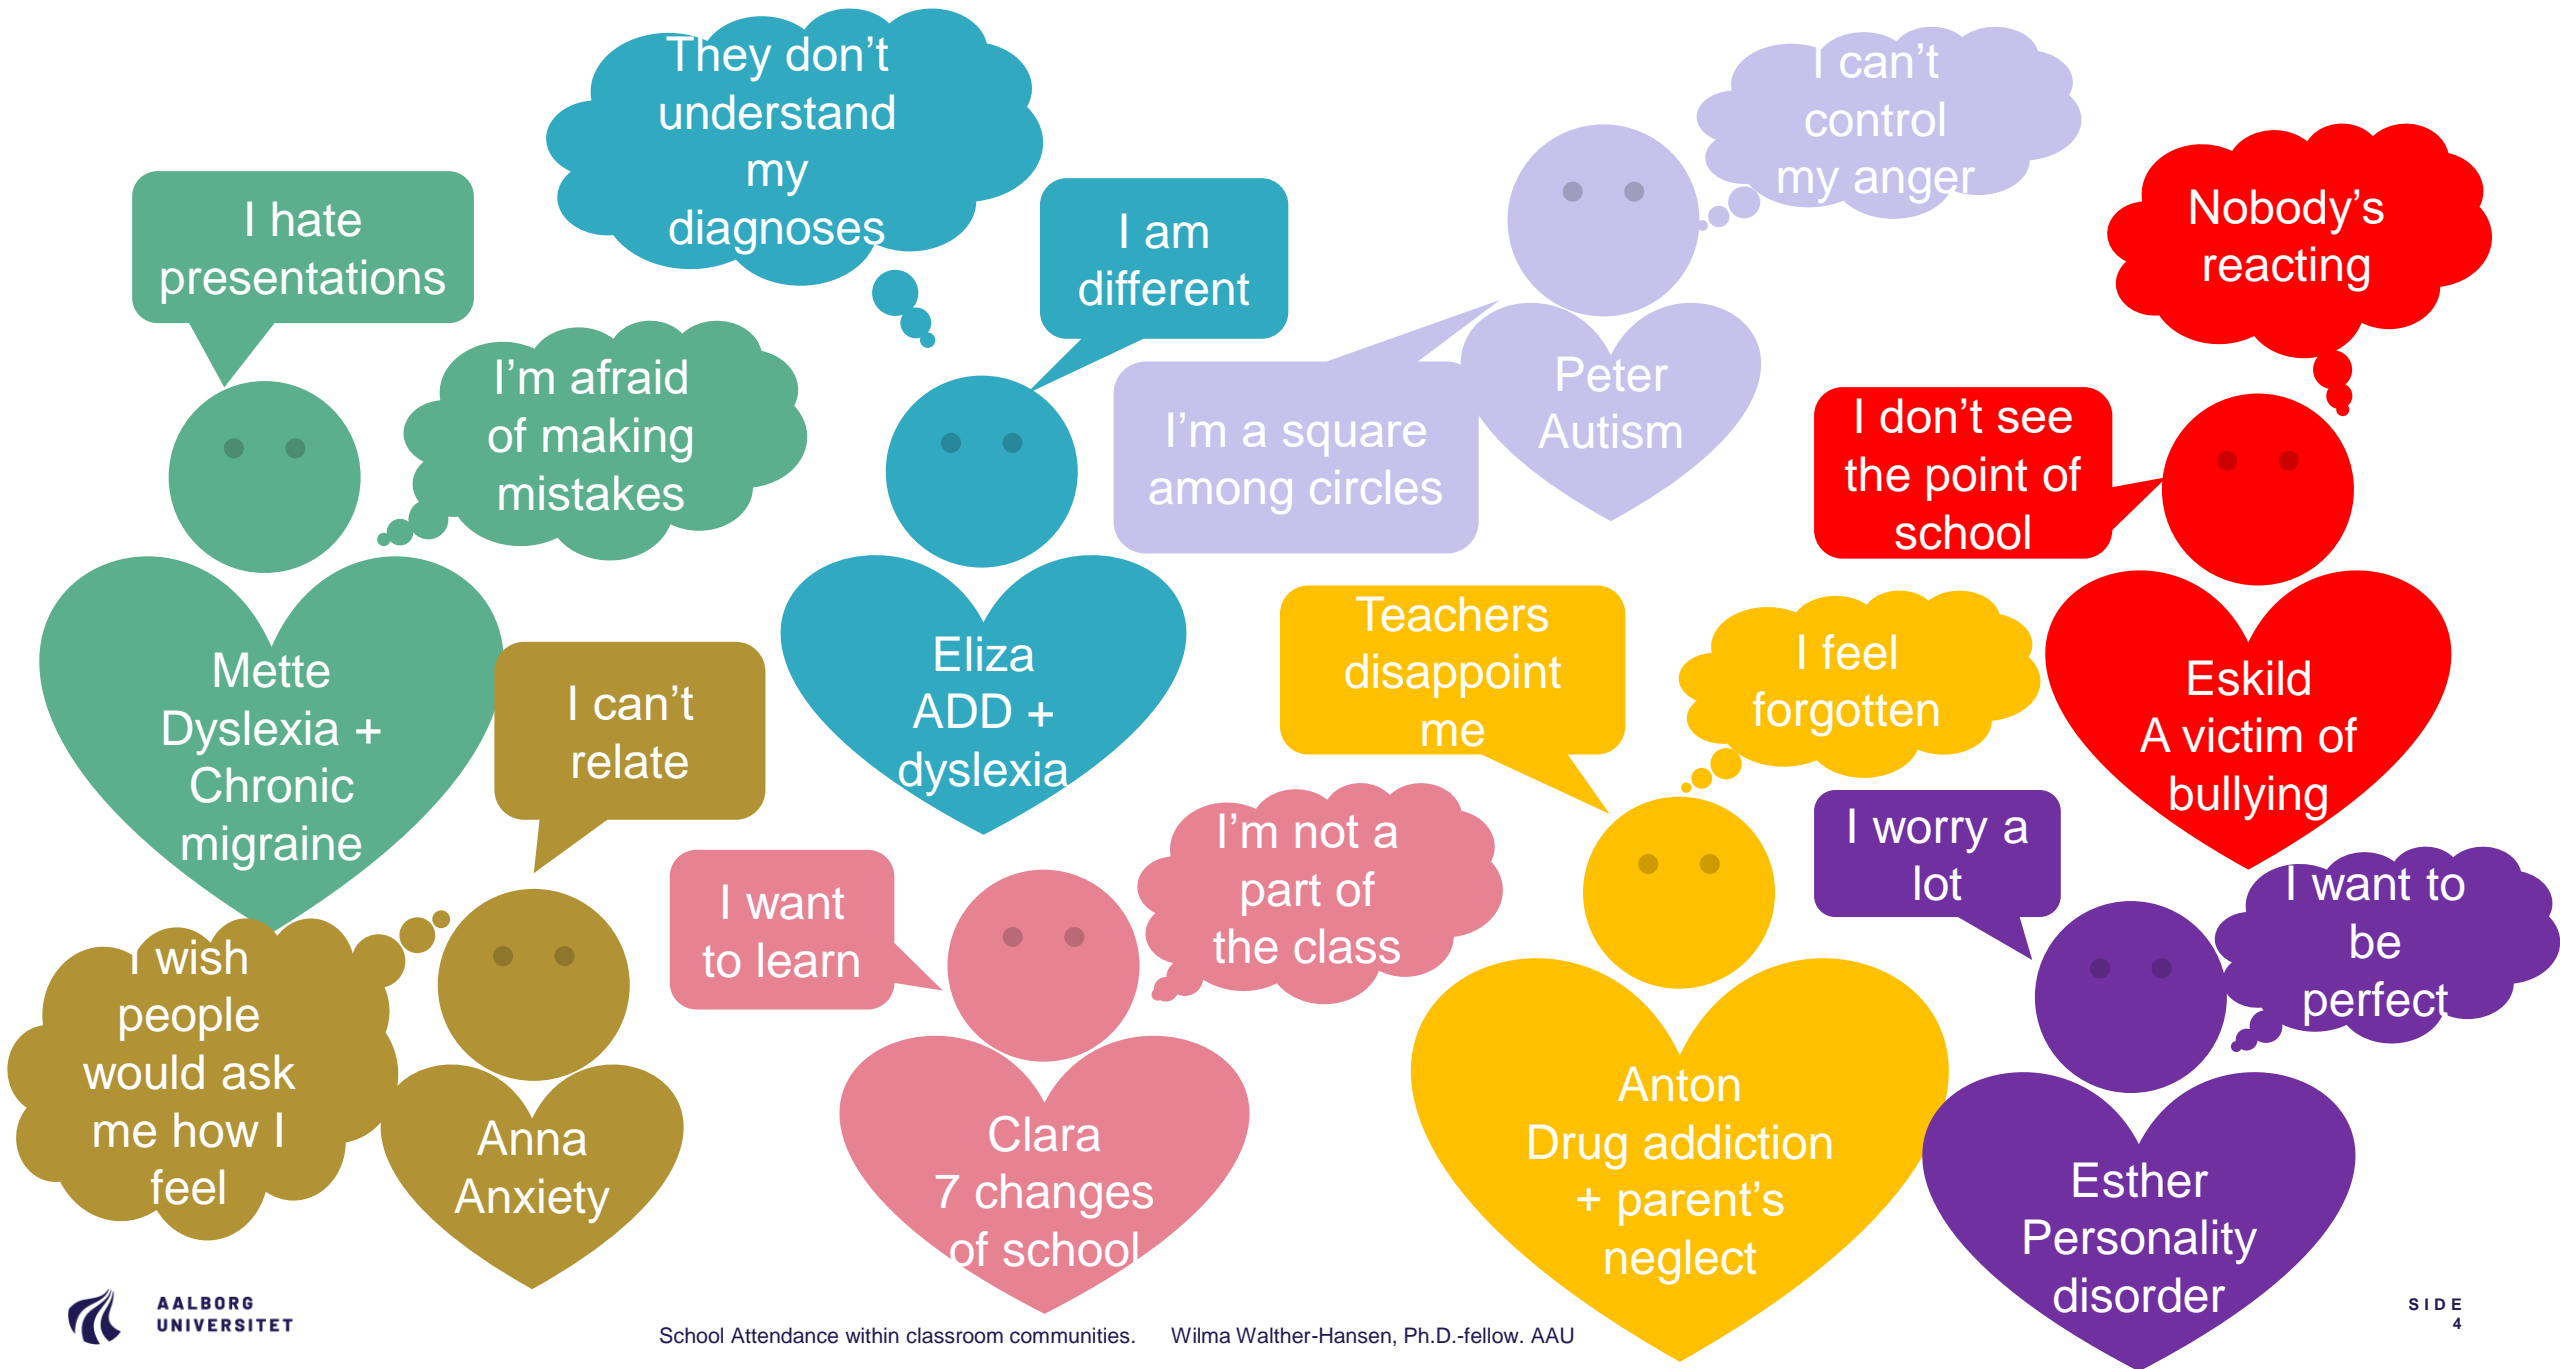 I hate
presentations
I'm afraid
of making
mistakes
Mette
Dyslexia +
Chronic
migraine
They don't
understand
my
diagnoses
I am
different
Eliza
ADD +
dyslexia
I can't
control
my anger
I'm a square
among circles
Peter
Autism
Nobody's
reacting
I don't see
the point of
school
Eskild
A victim of
bullying
I can't
relate
I wish
people
would ask
me how I
feel
Anna
Anxiety
I want
to learn
I'm not a
part of
the class
Clara
7 changes
of school
Teachers
disappoint
me
I feel
forgotten
Anton
Drug addiction
+ parent's
neglect
I worry a
lot
I want to
be
perfect
Esther
Personality
disorder
AALBORG
UNIVERSITET
School Attendance within classroom communities. Wilma Walther-Hansen, Ph.D.-fellow. AAU
SIDE
4